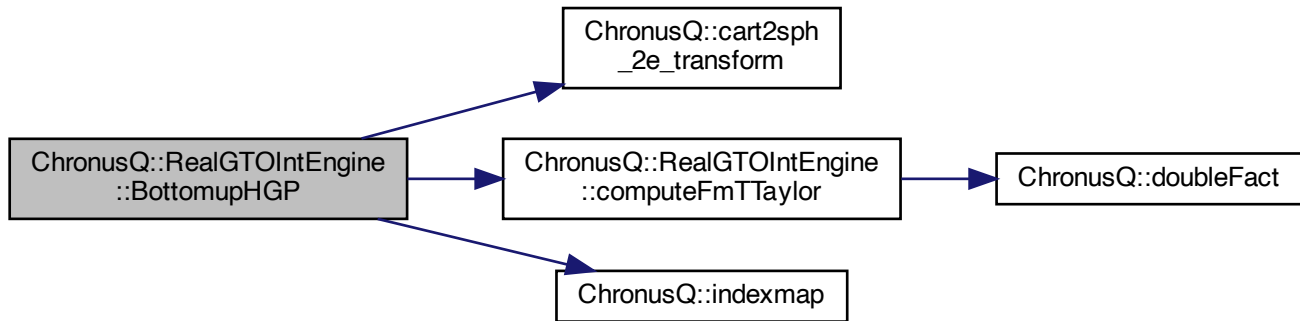 ChronusQ::cart2sph
_2e_transform
ChronusQ::RealGTOIntEngine
::BottomupHGP
ChronusQ::RealGTOIntEngine
::computeFmTTaylor
ChronusQ::doubleFact
ChronusQ::indexmap